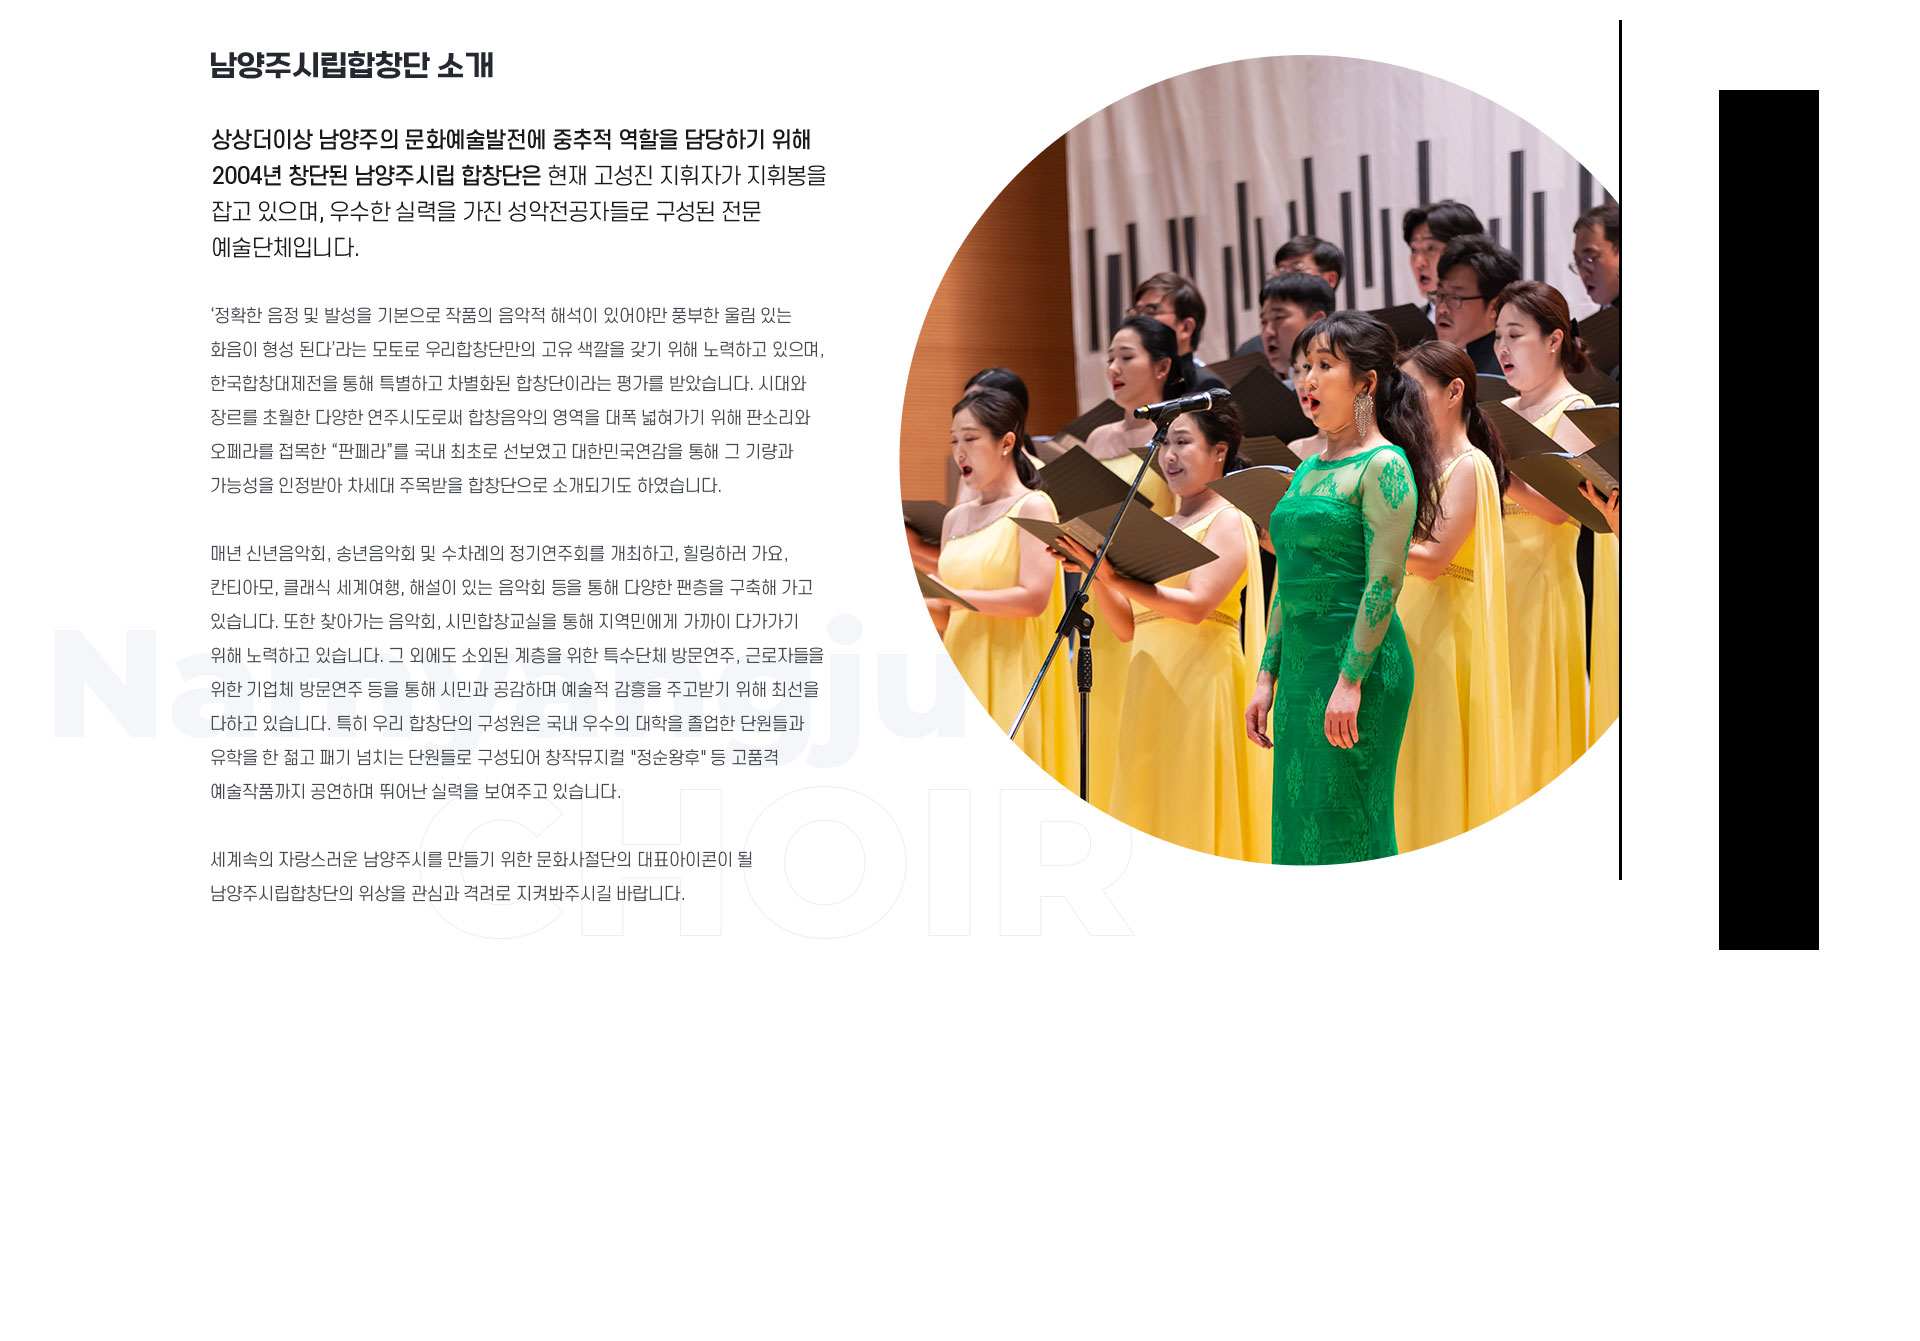 남양주시립합창단 소개
상상더이상 남양주의 문화예술발전에 중추적 역할을 담당하기 위해
2004년 창단된 남양주시립 합창단은 현재 고성진 지휘자가 지휘봉을
잡고 있으며, 우수한 실력을 가진 성악전공자들로 구성된 전문
예술단체입니다.
‘정확한 음정 및 발성을 기본으로 작품의 음악적 해석이 있어야만 풍부한 울림 있는
화음이 형성 된다’라는 모토로 우리합창단만의 고유 색깔을 갖기 위해 노력하고 있으며,
한국합창대제전을 통해 특별하고 차별화된 합창단이라는 평가를 받았습니다. 시대와
장르를 초월한 다양한 연주시도로써 합창음악의 영역을 대폭 넓혀가기 위해 판소리와
오페라를 접목한 “판페라”를 국내 최초로 선보였고 대한민국연감을 통해 그 기량과
가능성을 인정받아 차세대 주목받을 합창단으로 소개되기도 하였습니다.
매년 신년음악회, 송년음악회 및 수차례의 정기연주회를 개최하고, 힐링하러 가요,
칸티아모, 클래식 세계여행, 해설이 있는 음악회 등을 통해 다양한 팬층을 구축해 가고
있습니다. 또한 찾아가는 음악회, 시민합창교실을 통해 지역민에게 가까이 다가가기
위해 노력하고 있습니다. 그 외에도 소외된 계층을 위한 특수단체 방문연주, 근로자들을
위한 기업체 방문연주 등을 통해 시민과 공감하며 예술적 감흥을 주고받기 위해 최선을
다하고 있습니다. 특히 우리 합창단의 구성원은 국내 우수의 대학을 졸업한 단원들과
유학을 한 젊고 패기 넘치는 단원들로 구성되어 창작뮤지컬 "정순왕후" 등 고품격
예술작품까지 공연하며 뛰어난 실력을 보여주고 있습니다.
세계속의 자랑스러운 남양주시를 만들기 위한 문화사절단의 대표아이콘이 될
남양주시립합창단의 위상을 관심과 격려로 지켜봐주시길 바랍니다.
Namyangju
CHOIR